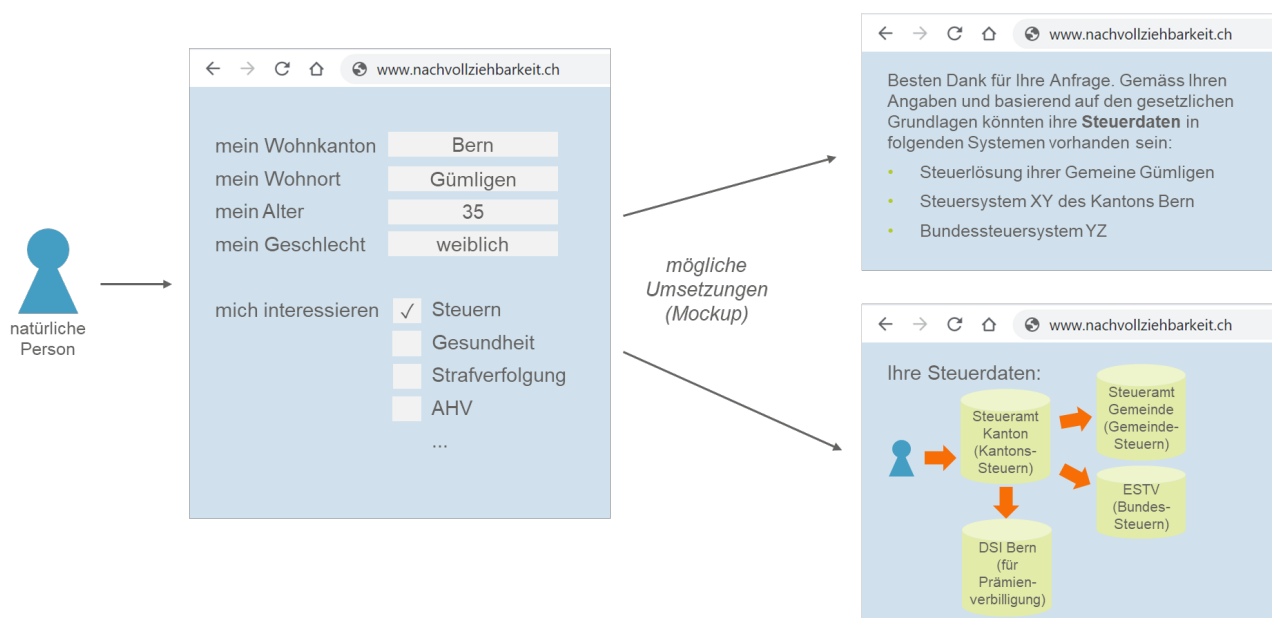 natürliche
Person
www.nachvollziehbarkeit.ch
mein Wohnkanton Bern
mein Wohnort Gümligen
mein Alter 35
mein Geschlecht weiblich
mich interessieren ✓ Steuern
Gesundheit
Strafverfolgung
AHV
...
mögliche
Umsetzungen
(Mockup)
www.nachvollziehbarkeit.ch
Besten Dank für Ihre Anfrage. Gemäss Ihren
Angaben und basierend auf den gesetzlichen
Grundlagen könnten ihre Steuerdaten in
folgenden Systemen vorhanden sein:
• Steuerlösung ihrer Gemeine Gümligen
• Steuersystem XY des Kantons Bern
• Bundessteuersystem YZ
www.nachvollziehbarkeit.ch
Ihre Steuerdaten:
Steueramt
Kanton
(Kantons-
Steuern)
Steueramt
Gemeinde
(Gemeinde-
Steuern)
ESTV
(Bundes-
Steuern)
DSI Bern
(für
Prämien-
verbilligung)